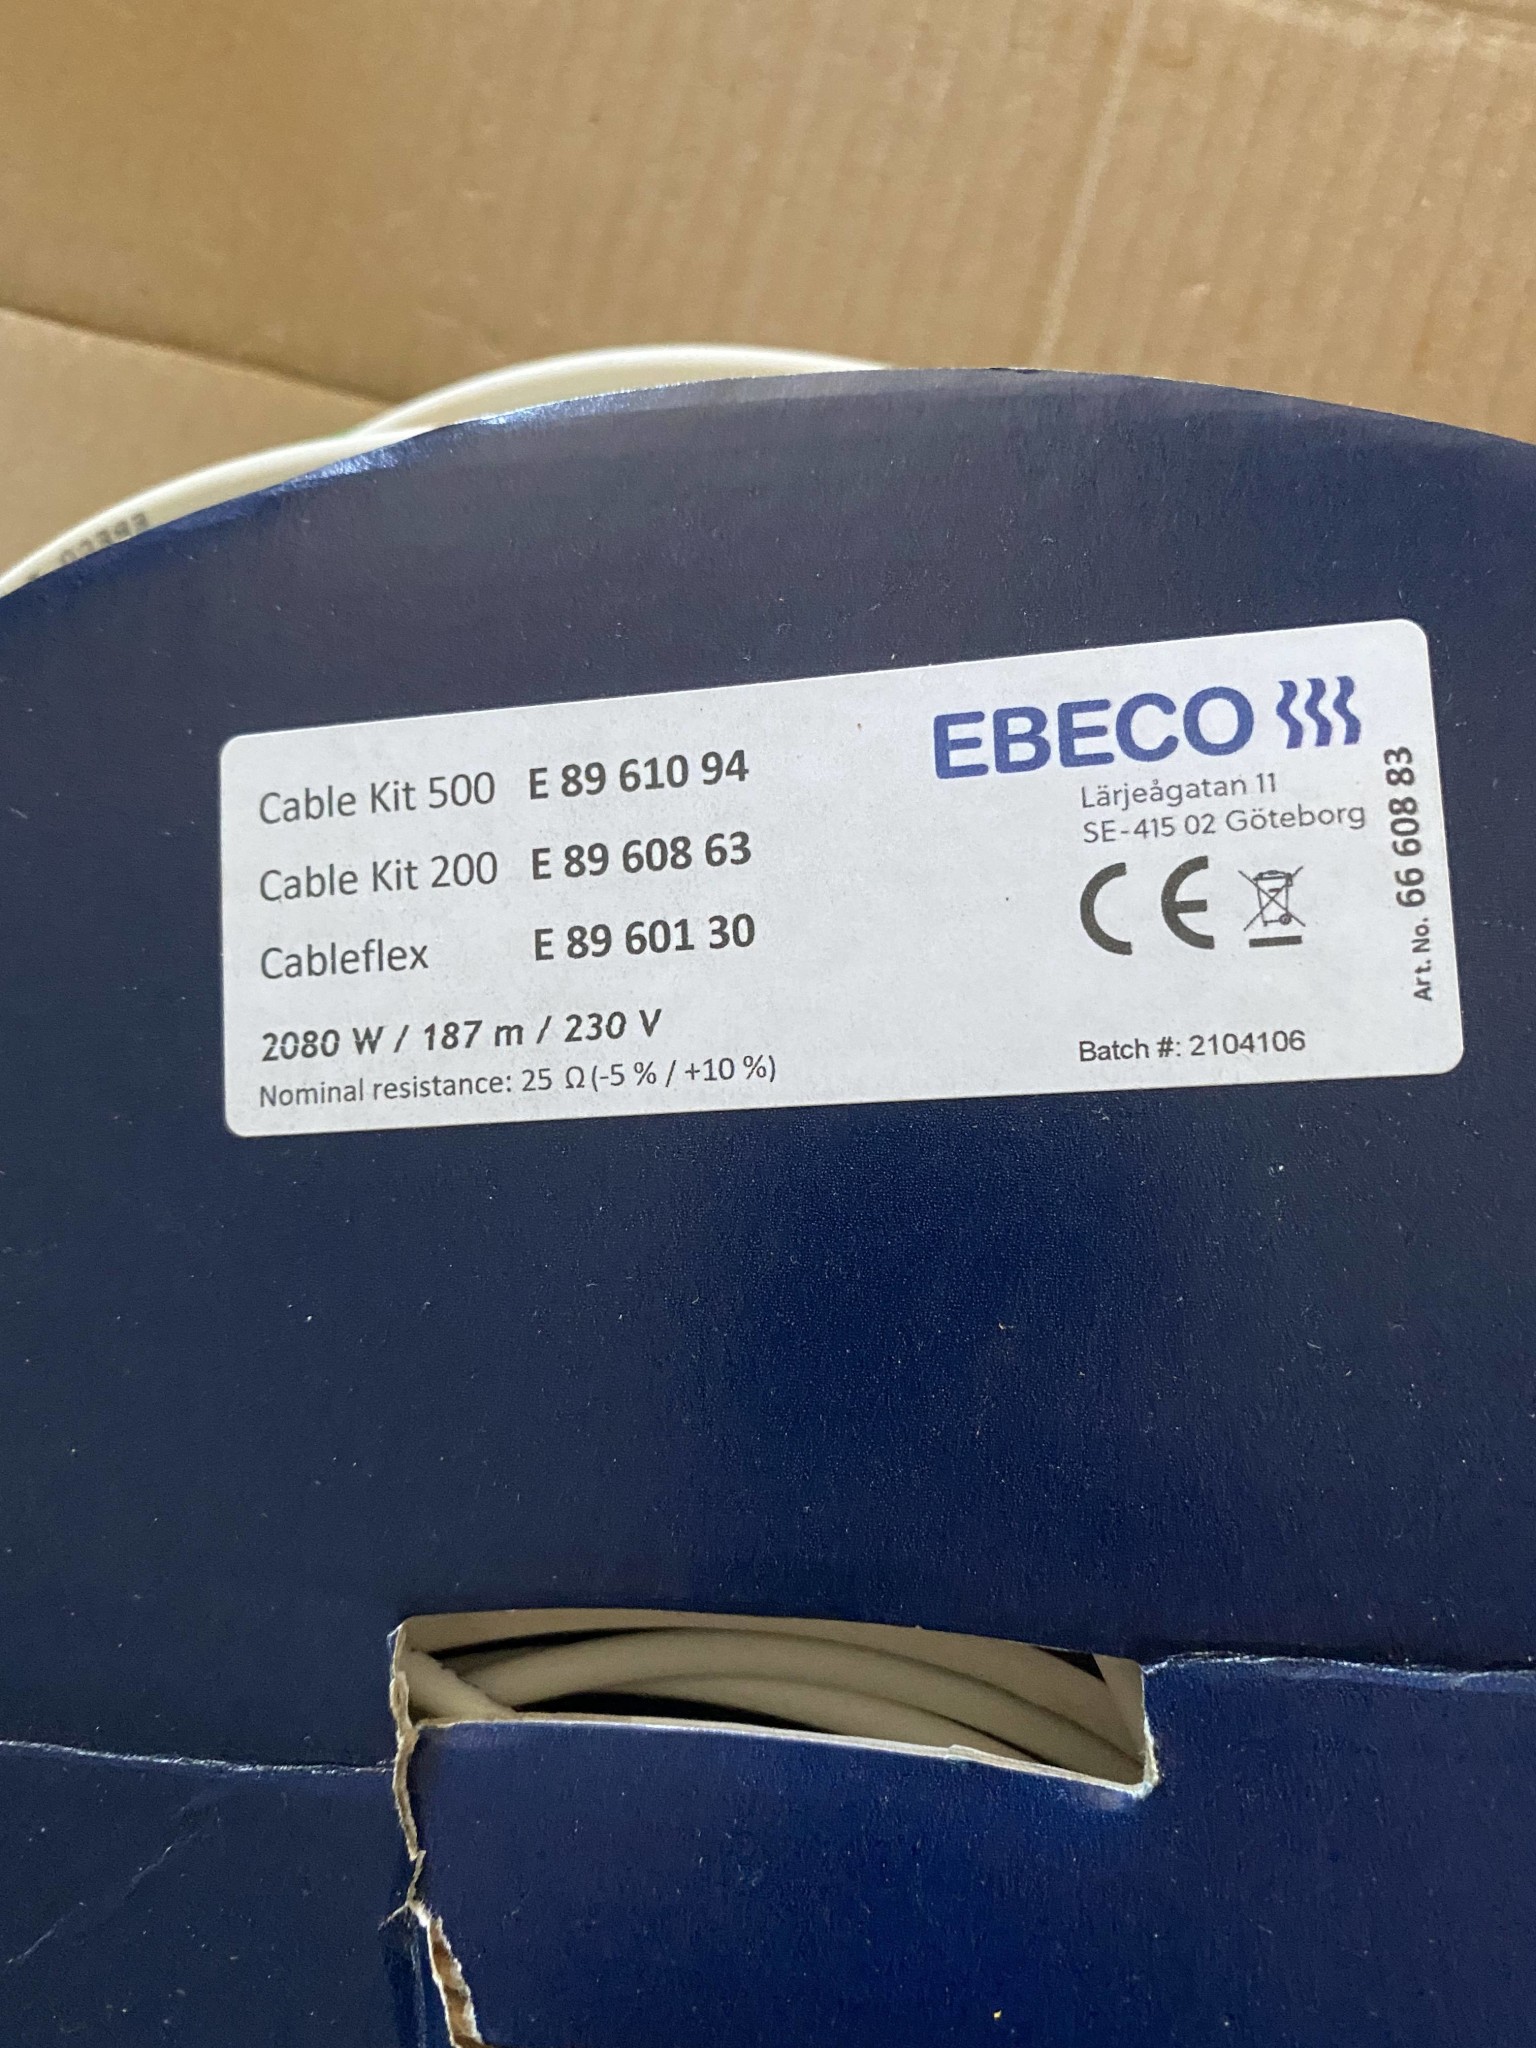 Cable Kit 500 E 89 610 94
Cable Kit 200 E 89 608 63
Cableflex E 89 601 30
2080 W / 187 m / 230 V
Nominal resistance: 25 Ω (-5 % / +10 %)
EBECO
Lärjeågatan 11
SE-415 02 Göteborg
CE
Batch #: 2104106
Art. No. 66 608 83